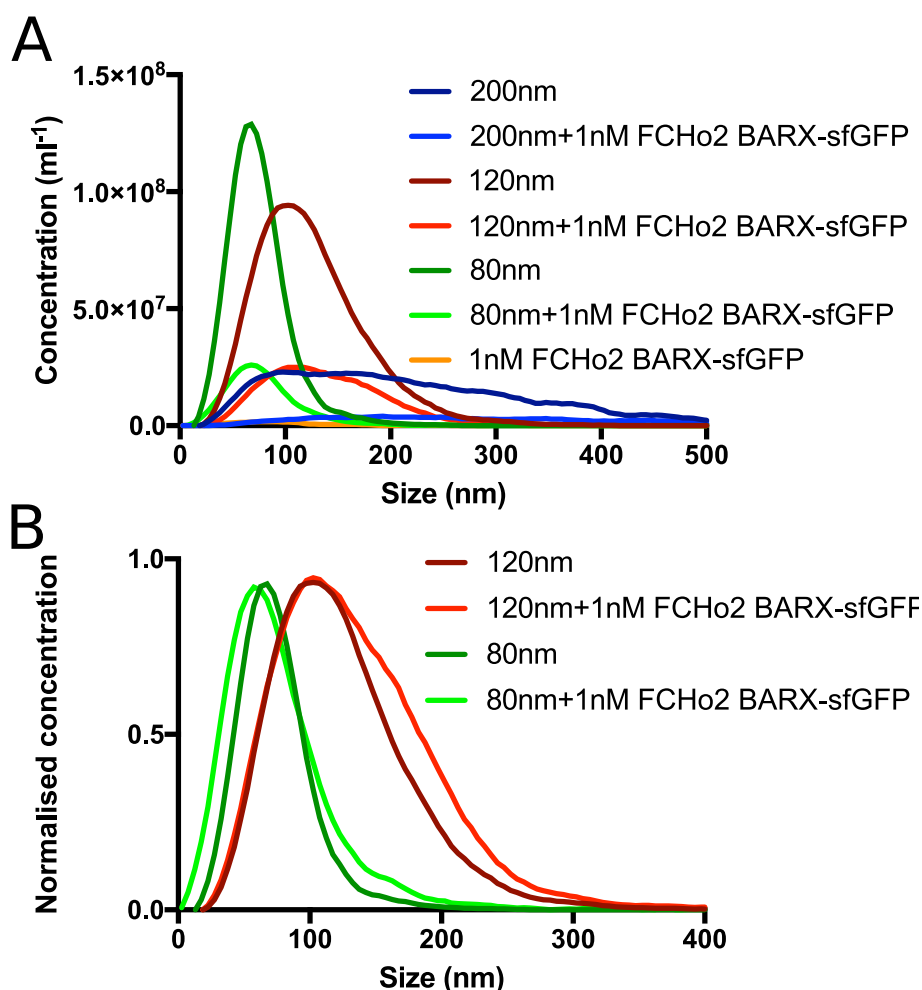 A
Concentration (ml⁻¹)
1.5×10⁸
1.0×10⁸
5.0×10⁷
0.0
0 100 200 300 400 500
Size (nm)
200nm
200nm+1nM FCHo2 BARX-sfGFP
120nm
120nm+1nM FCHo2 BARX-sfGFP
80nm
80nm+1nM FCHo2 BARX-sfGFP
1nM FCHo2 BARX-sfGFP
B
Normalised concentration
1.0
0.5
0.0
0 100 200 300 400
Size (nm)
120nm
120nm+1nM FCHo2 BARX-sfGFP
80nm
80nm+1nM FCHo2 BARX-sfGFP